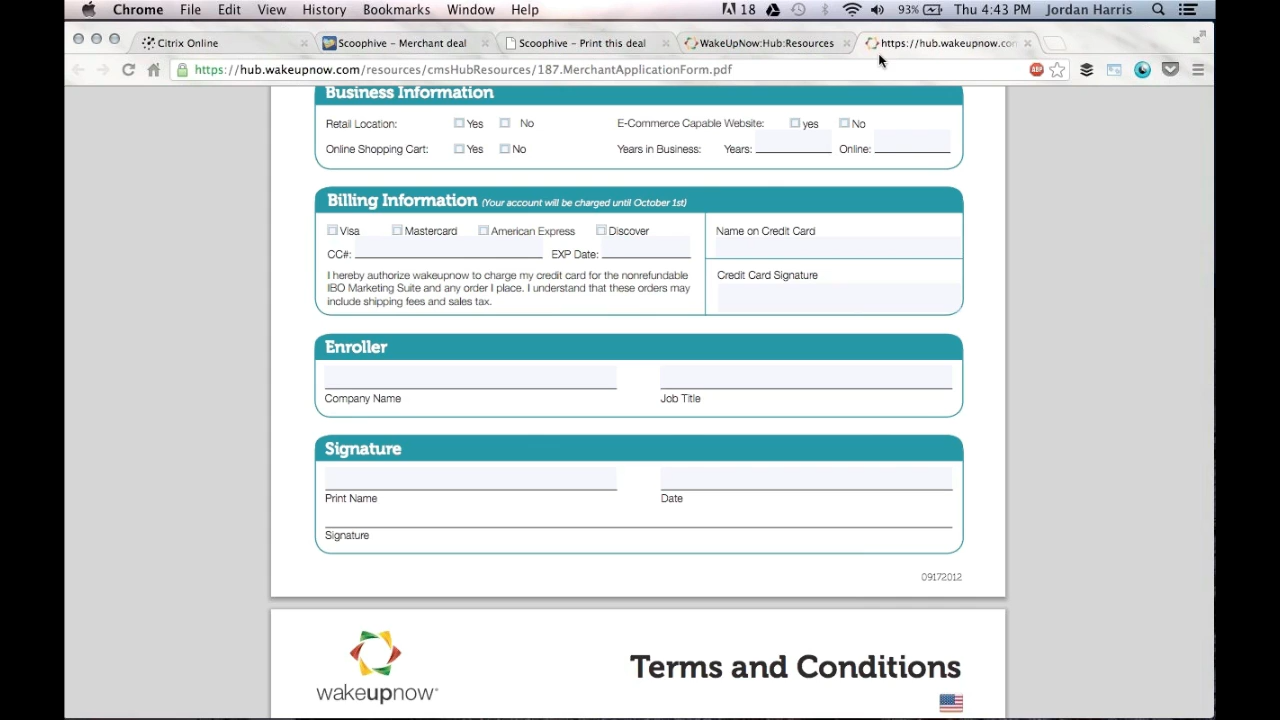 Chrome File Edit View History Bookmarks Window Help 18 93% Thu 4:43 PM Jordan Harris
Citrix Online Scoophive - Merchant deal Scoophive - Print this deal WakeUpNow:Hub:Resources https://hub.wakeupnow.con
https://hub.wakeupnow.com/resources/cmsHubResources/187.MerchantApplicationForm.pdf ABP
Business Information
Retail Location: Yes No E-Commerce Capable Website: yes No
Online Shopping Cart: Yes No Years in Business: Years: Online:
Billing Information (Your account will be charged until October 1st)
Visa Mastercard American Express Discover Name on Credit Card
CC#: EXP Date:
I hereby authorize wakeupnow to charge my credit card for the nonrefundable Credit Card Signature
IBO Marketing Suite and any order I place. I understand that these orders may
include shipping fees and sales tax.
Enroller
Company Name Job Title
Signature
Print Name Date
Signature
09172012
wakeupnow Terms and Conditions